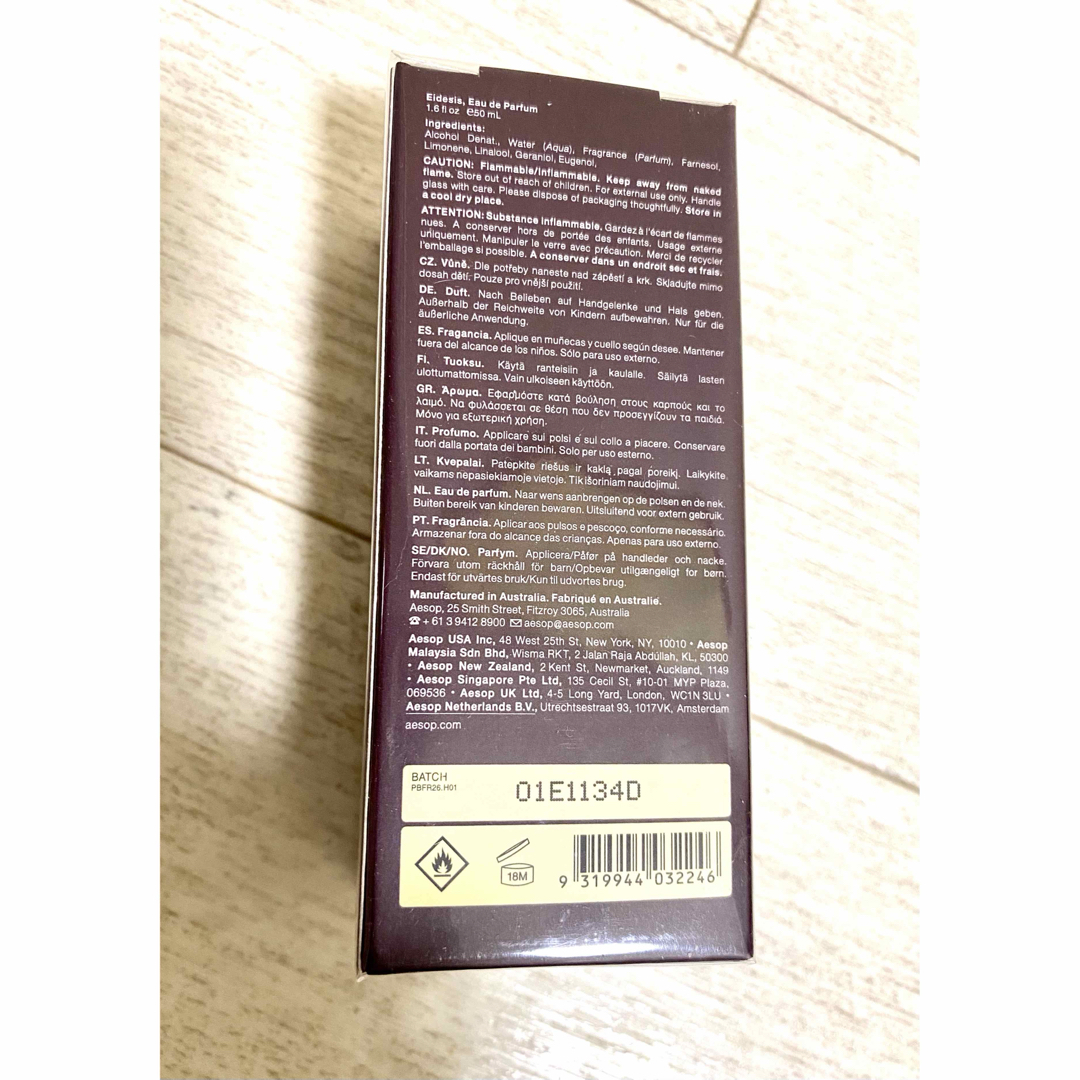 Eidesis, Eau de Parfum
1.6 fl oz ℮50 mL
Ingredients:
Alcohol Denat., Water (Aqua), Fragrance (Parfum), Farnesol,
Limonene, Linalool, Geraniol, Eugenol,
CAUTION: Flammable/Inflammable. Keep away from naked
flame. Store out of reach of children. For external use only. Handle
glass with care. Please dispose of packaging thoughtfully. Store in
a cool dry place.
ATTENTION: Substance inflammable. Gardez à l'écart de flammes
nues. A conserver hors de portée des enfants. Usage externe
uniquement. Manipuler le verre avec précaution. Merci de recycler
l'emballage si possible. A conserver dans un endroit sec et frais.
CZ. Vůně. Dle potřeby naneste nad zápěstí a krk. Skladujte mimo
dosah dětí. Pouze pro vnější použití.
DE. Duft. Nach Belieben auf Handgelenke und Hals geben.
Außerhalb der Reichweite von Kindern aufbewahren. Nur für die
äußerliche Anwendung.
ES. Fragancia. Aplique en muñecas y cuello según desee. Mantener
fuera del alcance de los niños. Sólo para uso externo.
FI. Tuoksu. Käytä ranteisiin ja kaulalle. Säilytä lasten
ulottumattomissa. Vain ulkoiseen käyttöön.
GR. Άρωμα. Εφαρμόστε κατά βούληση στους καρπούς και το
λαιμό. Να φυλάσσεται σε θέση που δεν προσεγγίζουν τα παιδιά.
Μόνο για εξωτερική χρήση.
IT. Profumo. Applicare sui polsi e sul collo a piacere. Conservare
fuori dalla portata dei bambini. Solo per uso esterno.
LT. Kvepalai. Patepkite riešus ir kaklą pagal poreikį. Laikykite
vaikams nepasiekiamoje vietoje. Tik išoriniam naudojimui.
NL. Eau de parfum. Naar wens aanbrengen op de polsen en de nek.
Buiten bereik van kinderen bewaren. Uitsluitend voor extern gebruik.
PT. Fragrância. Aplicar aos pulsos e pescoço, conforme necessário.
Armazenar fora do alcance das crianças. Apenas para uso externo.
SE/DK/NO. Parfym. Applicera/Påfør på handleder och nacke.
Förvara utom räckhåll för barn/Opbevar utilgængeligt for børn.
Endast för utvärtes bruk/Kun til udvortes brug.
Manufactured in Australia. Fabriqué en Australie.
Aesop, 25 Smith Street, Fitzroy 3065, Australia
☎ + 61 3 9412 8900 ✉ aesop@aesop.com
Aesop USA Inc, 48 West 25th St, New York, NY, 10010 • Aesop
Malaysia Sdn Bhd, Wisma RKT, 2 Jalan Raja Abdullah, KL, 50300
• Aesop New Zealand, 2 Kent St, Newmarket, Auckland, 1149
• Aesop Singapore Pte Ltd, 135 Cecil St, #10-01 MYP Plaza.
069536 • Aesop UK Ltd, 4-5 Long Yard, London, WC1N 3LU •
Aesop Netherlands B.V., Utrechtsestraat 93, 1017VK, Amsterdam
aesop.com
BATCH
PBFR26.H01
01E1134D
18M
9 319944 032246